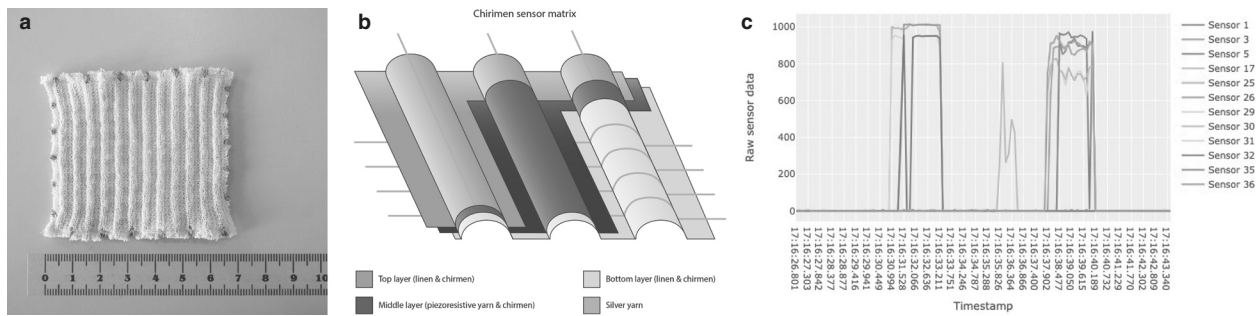 a
0 1 2 3 4 5 6 7 8 9 10
b
Chirimen sensor matrix
Top layer (linen & chirmen)
Middle layer (piezoresistive yarn & chirmen)
Bottom layer (linen & chirmen)
Silver yarn
c
Raw sensor data
1000
800
600
400
200
0
17:16:26.801
17:16:27.303
17:16:27.842
17:16:28.377
17:16:28.877
17:16:29.416
17:16:29.941
17:16:30.449
17:16:30.994
17:16:31.528
17:16:32.066
17:16:32.636
17:16:33.211
17:16:33.751
17:16:34.246
17:16:34.787
17:16:35.288
17:16:35.826
17:16:36.364
17:16:36.866
17:16:37.400
17:16:37.902
17:16:38.477
17:16:39.050
17:16:39.615
17:16:40.189
17:16:40.732
17:16:41.229
17:16:41.770
17:16:42.302
17:16:42.809
17:16:43.340
Timestamp
Sensor 1
Sensor 3
Sensor 5
Sensor 17
Sensor 25
Sensor 26
Sensor 29
Sensor 30
Sensor 31
Sensor 32
Sensor 35
Sensor 36